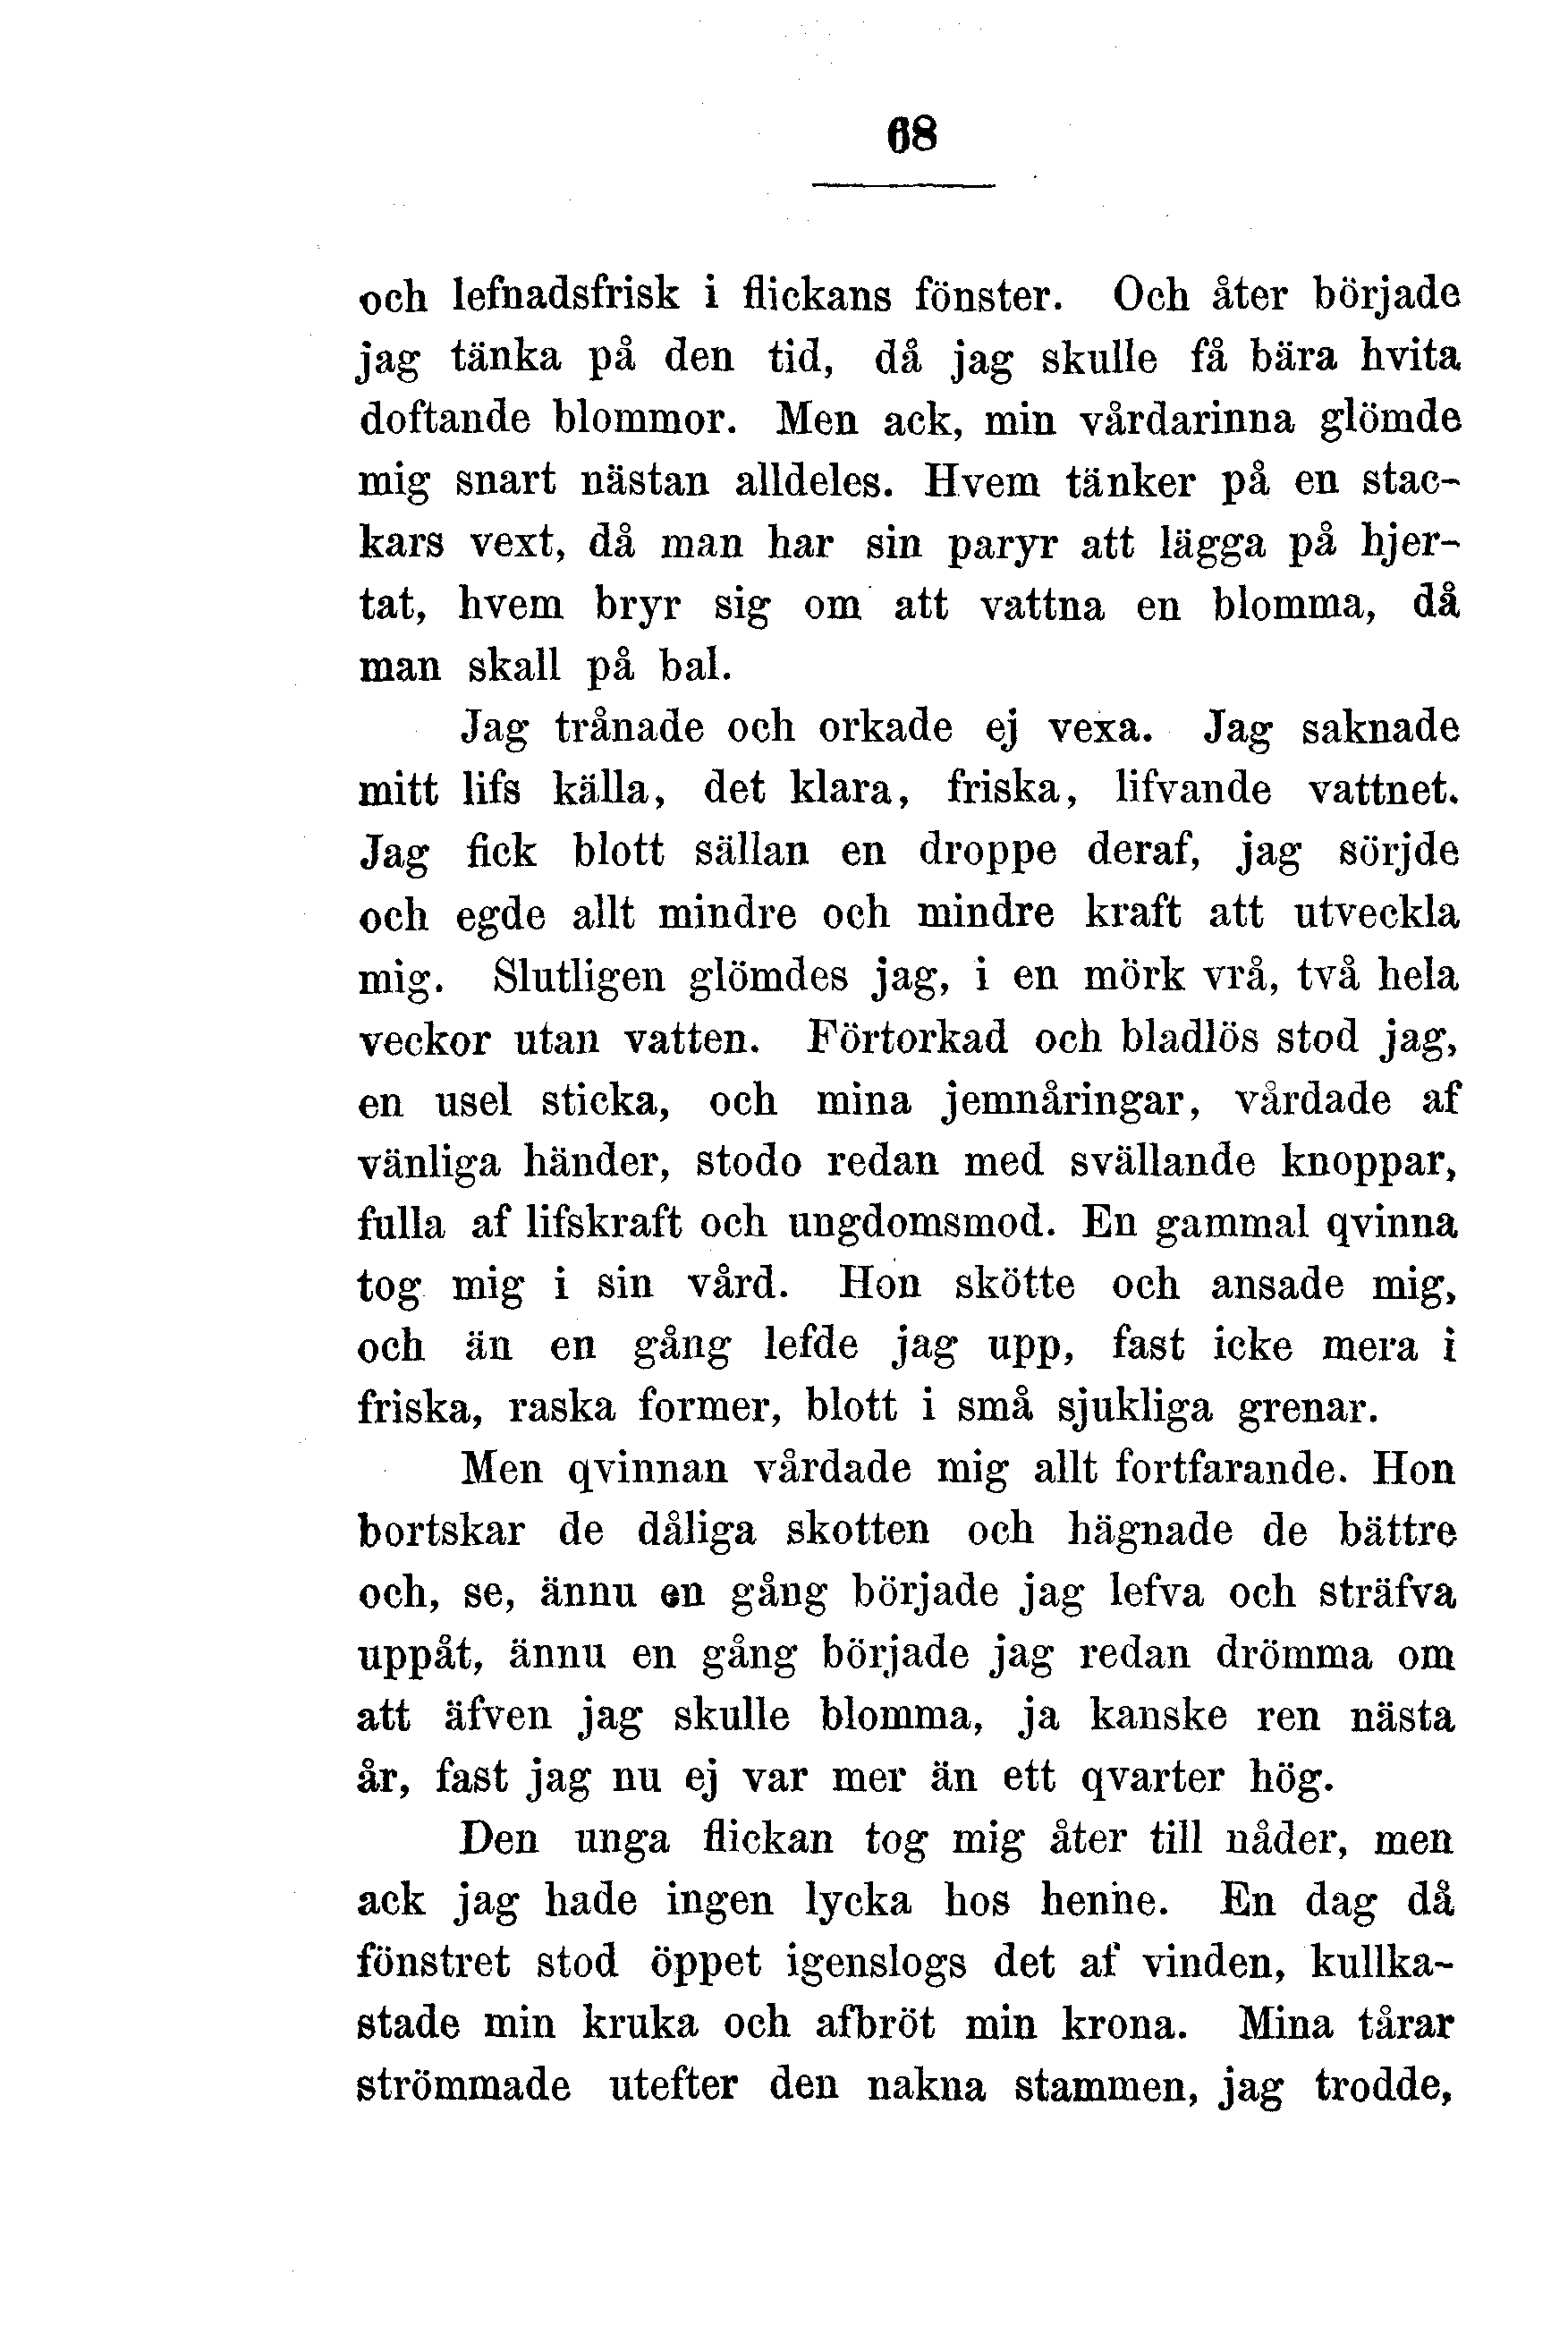 68
och lefnadsfrisk i flickans fönster. Och åter började
jag tänka på den tid, då jag skulle få bära hvita
doftande blommor. Men ack, min vårdarinna glömde
mig snart nästan alldeles. Hvem tänker på en stac-
kars vext, då man har sin paryr att lägga på hjer-
tat, hvem bryr sig om att vattna en blomma, då
man skall på bal.
Jag trånade och orkade ej vexa. Jag saknade
mitt lifs källa, det klara, friska, lifvande vattnet.
Jag fick blott sällan en droppe deraf, jag sörjde
och egde allt mindre och mindre kraft att utveckla
mig. Slutligen glömdes jag, i en mörk vrå, två hela
veckor utan vatten. Förtorkad och bladlös stod jag,
en usel sticka, och mina jemnåringar, vårdade af
vänliga händer, stodo redan med svällande knoppar,
fulla af lifskraft och ungdomsmod. En gammal qvinna
tog mig i sin vård. Hon skötte och ansade mig,
och än en gång lefde jag upp, fast icke mera i
friska, raska former, blott i små sjukliga grenar.
Men qvinnan vårdade mig allt fortfarande. Hon
bortskar de dåliga skotten och hägnade de bättre
och, se, ännu en gång började jag lefva och sträfva
uppåt, ännu en gång började jag redan drömma om
att äfven jag skulle blomma, ja kanske ren nästa
år, fast jag nu ej var mer än ett qvarter hög.
Den unga flickan tog mig åter till nåder, men
ack jag hade ingen lycka hos henne. En dag då
fönstret stod öppet igenslogs det af vinden, kullka-
stade min kruka och afbröt min krona. Mina tårar
strömmade utefter den nakna stammen, jag trodde,